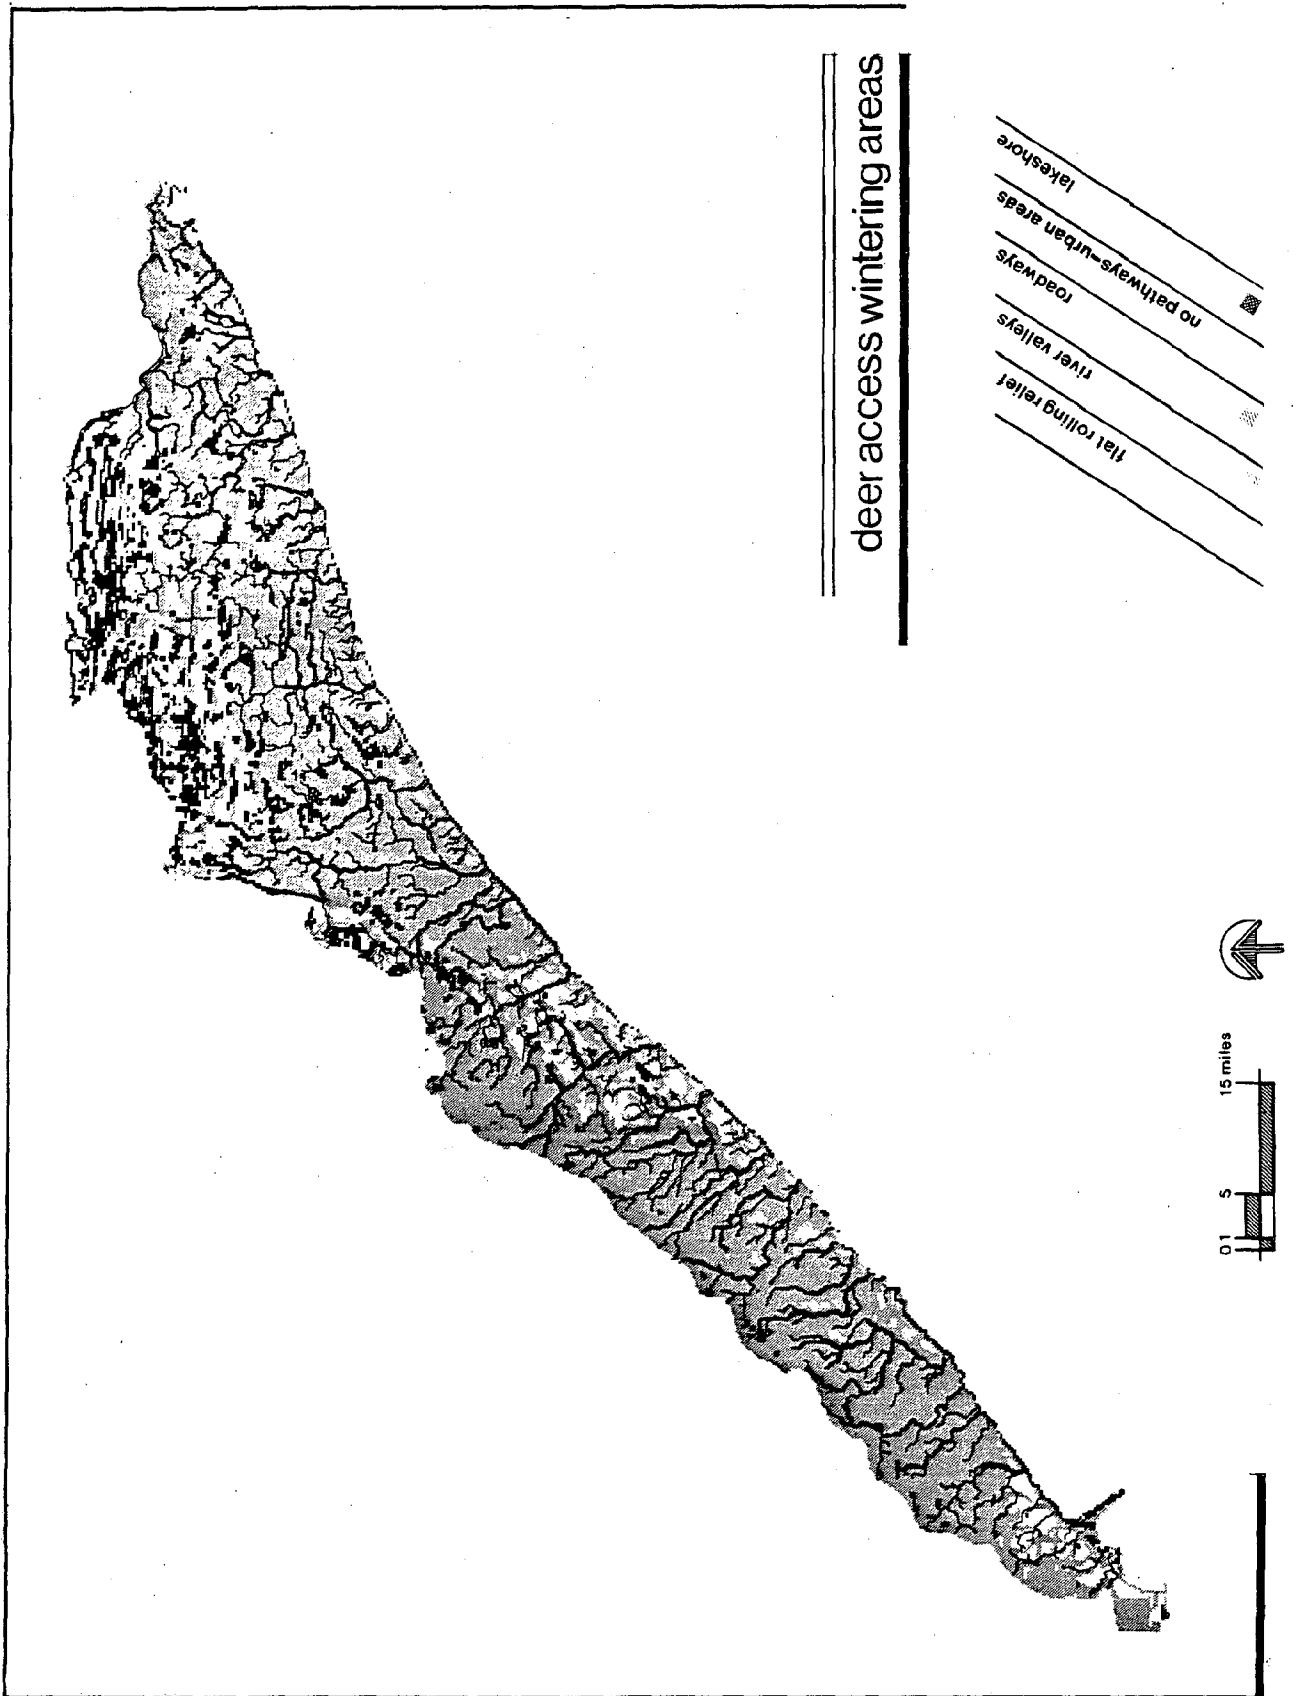 deer access wintering areas
lakeshore
no pathways-urban areas
roadways
river valleys
flat rolling relief
0 1 5 15 miles